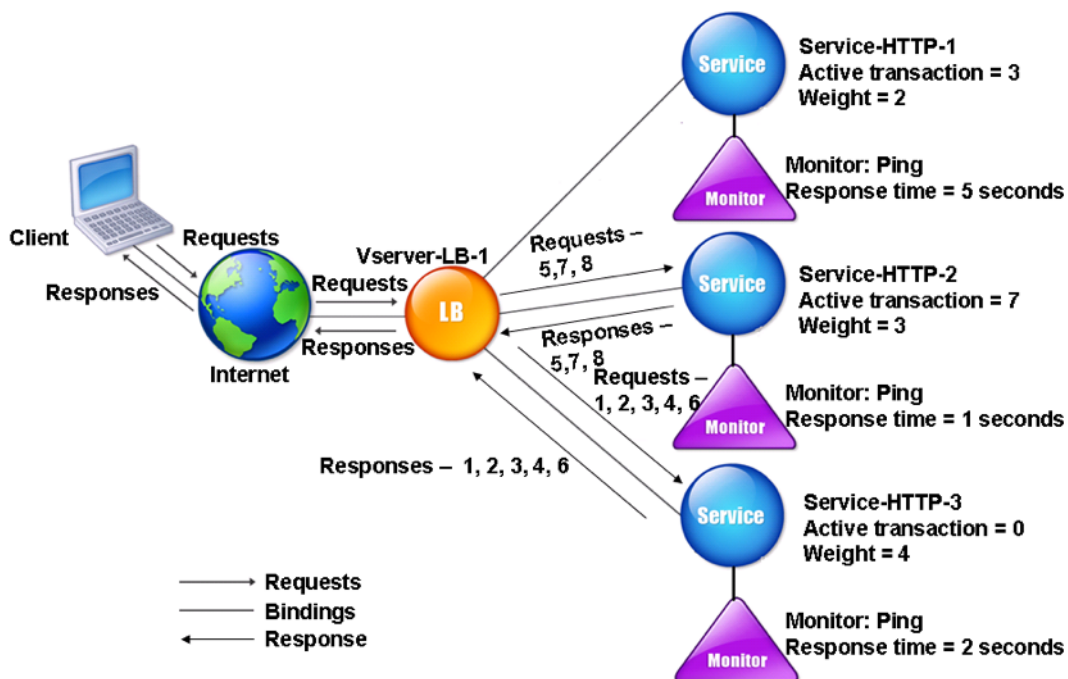 Service
Service-HTTP-1
Active transaction = 3
Weight = 2
Monitor
Monitor: Ping
Response time = 5 seconds
Client
Requests
Responses
Internet
Requests
Responses
Vserver-LB-1
LB
Requests –
5,7, 8
Responses –
5,7, 8
Service
Service-HTTP-2
Active transaction = 7
Weight = 3
Monitor
Monitor: Ping
Response time = 1 seconds
Requests –
1, 2, 3, 4, 6
Responses – 1, 2, 3, 4, 6
Service
Service-HTTP-3
Active transaction = 0
Weight = 4
Monitor
Monitor: Ping
Response time = 2 seconds
Requests
Bindings
Response